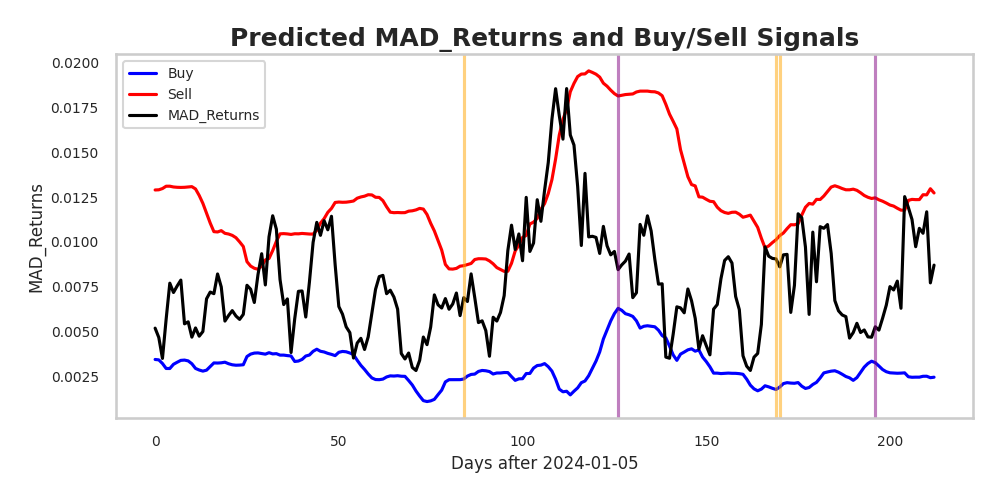 Predicted MAD_Returns and Buy/Sell Signals
Buy
Sell
MAD_Returns
MAD_Returns
0.0200
0.0175
0.0150
0.0125
0.0100
0.0075
0.0050
0.0025
0 50 100 150 200
Days after 2024-01-05